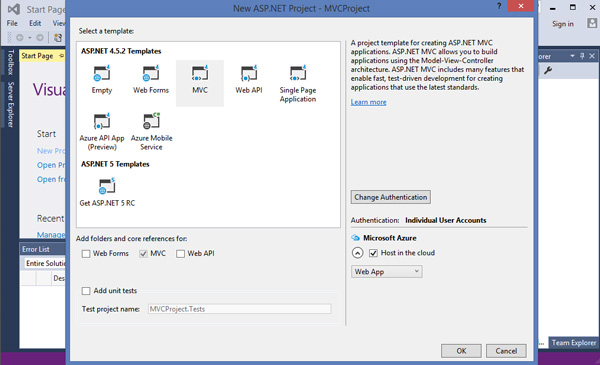 Start Page
New ASP.NET Project - MVCProject
File
Edit
Sign in
Toolbox
Server Explorer
Start Page
Visua
Start
New Pro
Open Pr
Open fr
Recent
Manage
Error List
Entire Solutio
Des
Select a template:
ASP.NET 4.5.2 Templates
Empty
Web Forms
MVC
Web API
Single Page
Application
Azure API App
(Preview)
Azure Mobile
Service
ASP.NET 5 Templates
Get ASP.NET 5 RC
A project template for creating ASP.NET MVC
applications. ASP.NET MVC allows you to build
applications using the Model-View-Controller
architecture. ASP.NET MVC includes many features that
enable fast, test-driven development for creating
applications that use the latest standards.
Learn more
Change Authentication
Authentication: Individual User Accounts
Microsoft Azure
Host in the cloud
Web App
Add folders and core references for:
Web Forms
MVC
Web API
Add unit tests
Test project name:
MVCProject.Tests
OK
Cancel
orer
Team Explorer